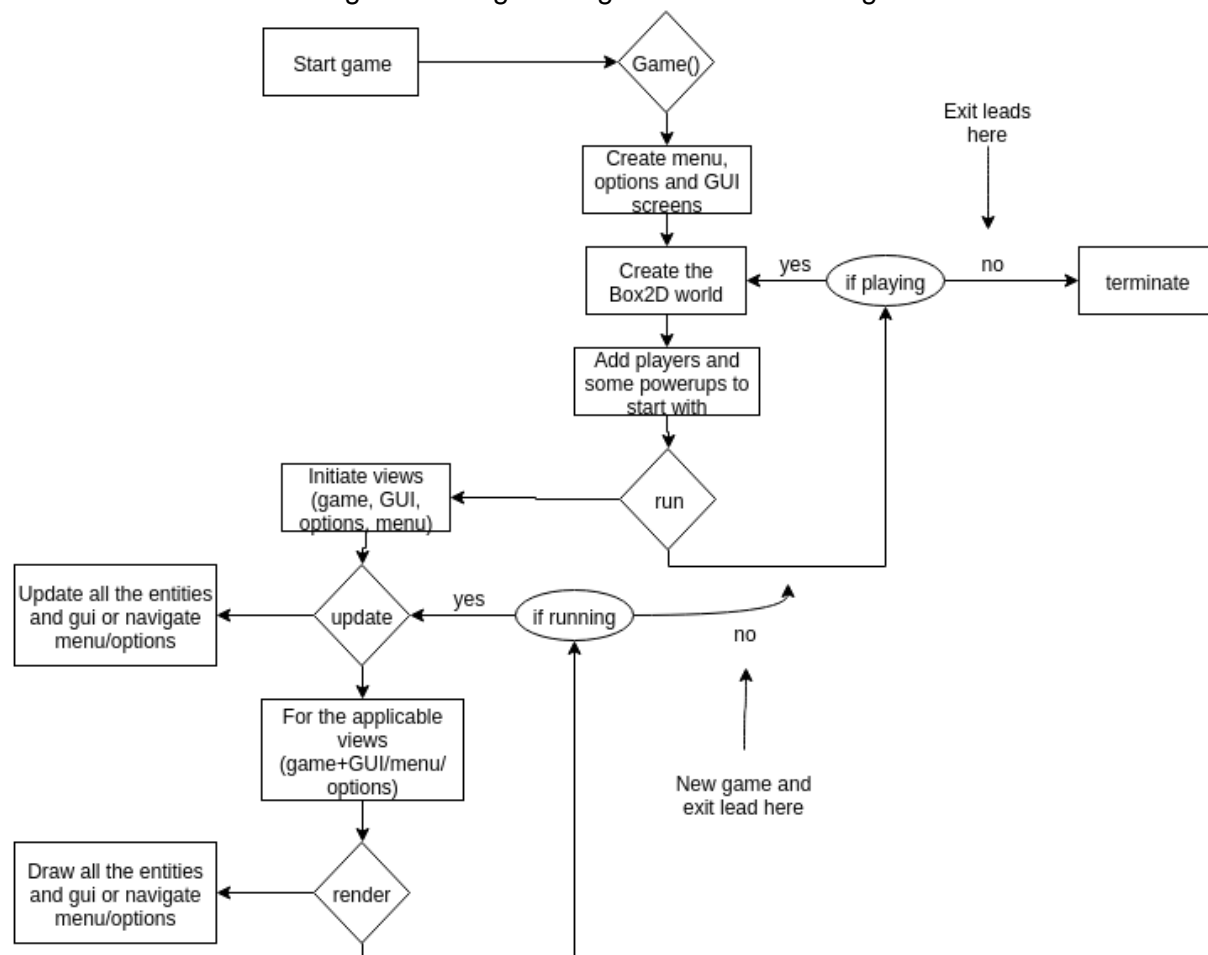 Start game
Game()
Exit leads
here
Create menu,
options and GUI
screens
Create the
Box2D world
yes
if playing
no
terminate
Add players and
some powerups to
start with
Initiate views
(game, GUI,
options, menu)
run
Update all the entities
and gui or navigate
menu/options
update
yes
if running
no
For the applicable
views
(game+GUI/menu/
options)
New game and
exit lead here
Draw all the entities
and gui or navigate
menu/options
render